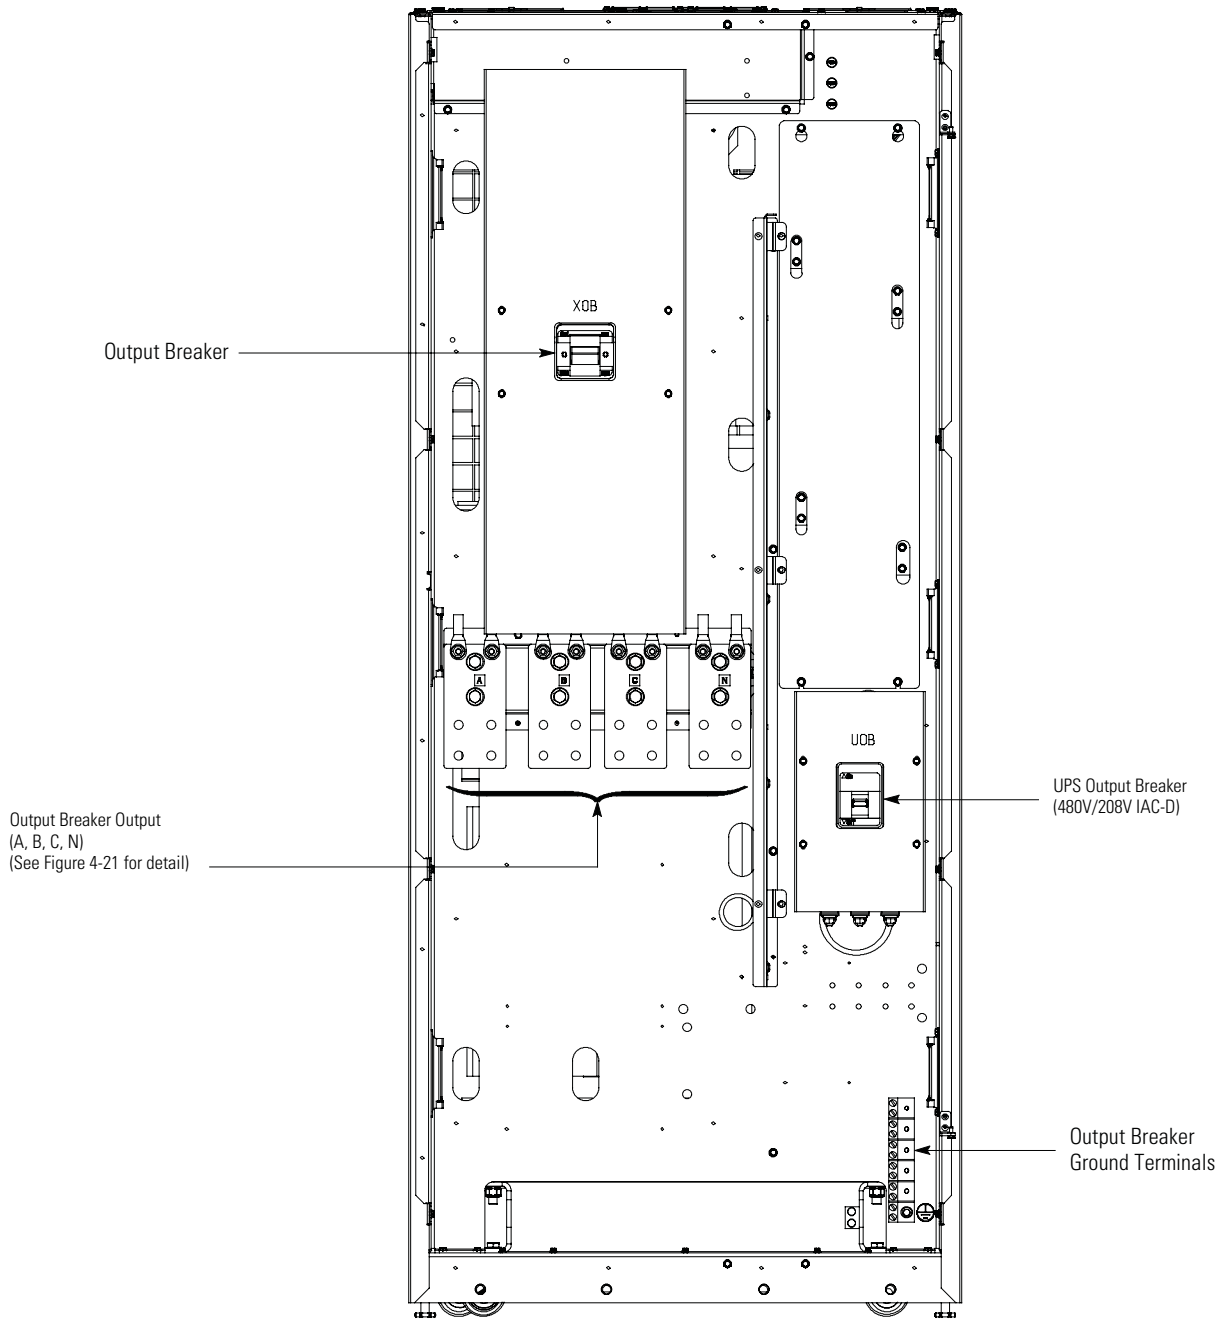 XOB
Output Breaker
A
B
C
N
UOB
UPS Output Breaker
(480V/208V IAC-D)
Output Breaker Output
(A, B, C, N)
(See Figure 4-21 for detail)
Output Breaker
Ground Terminals